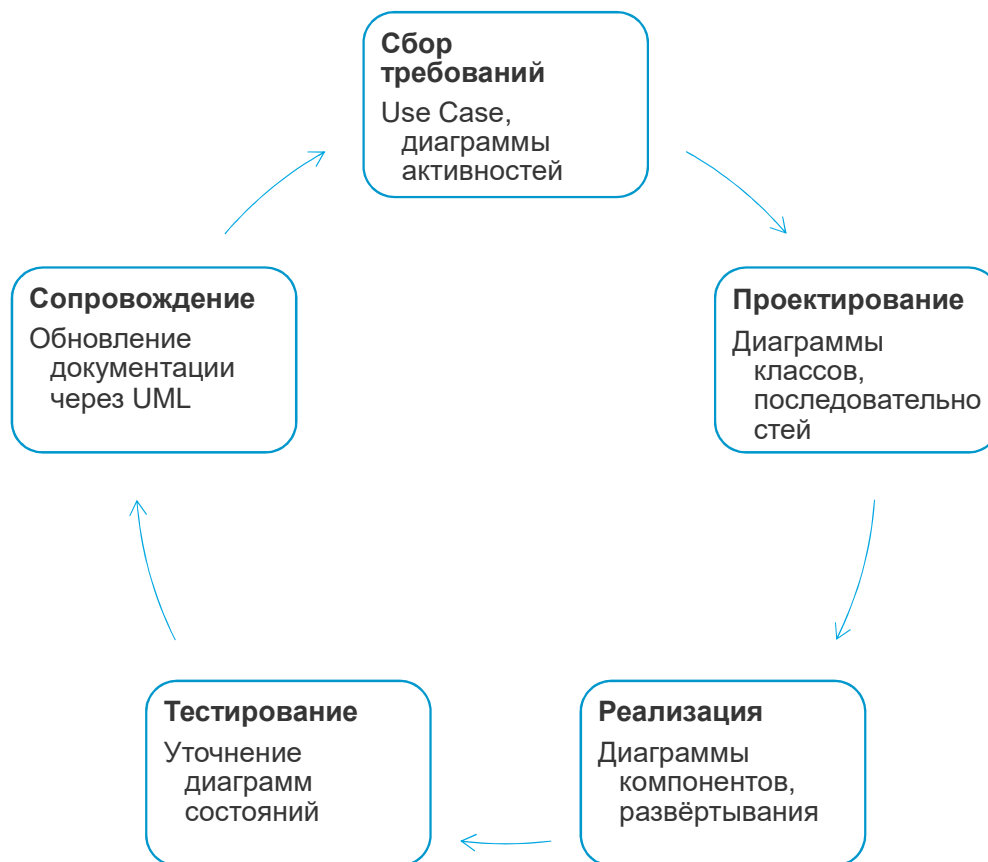 Сбор
требований
Use Case,
диаграммы
активностей
Проектирование
Диаграммы
классов,
последовательно
стей
Реализация
Диаграммы
компонентов,
развёртывания
Тестирование
Уточнение
диаграмм
состояний
Сопровождение
Обновление
документации
через UML